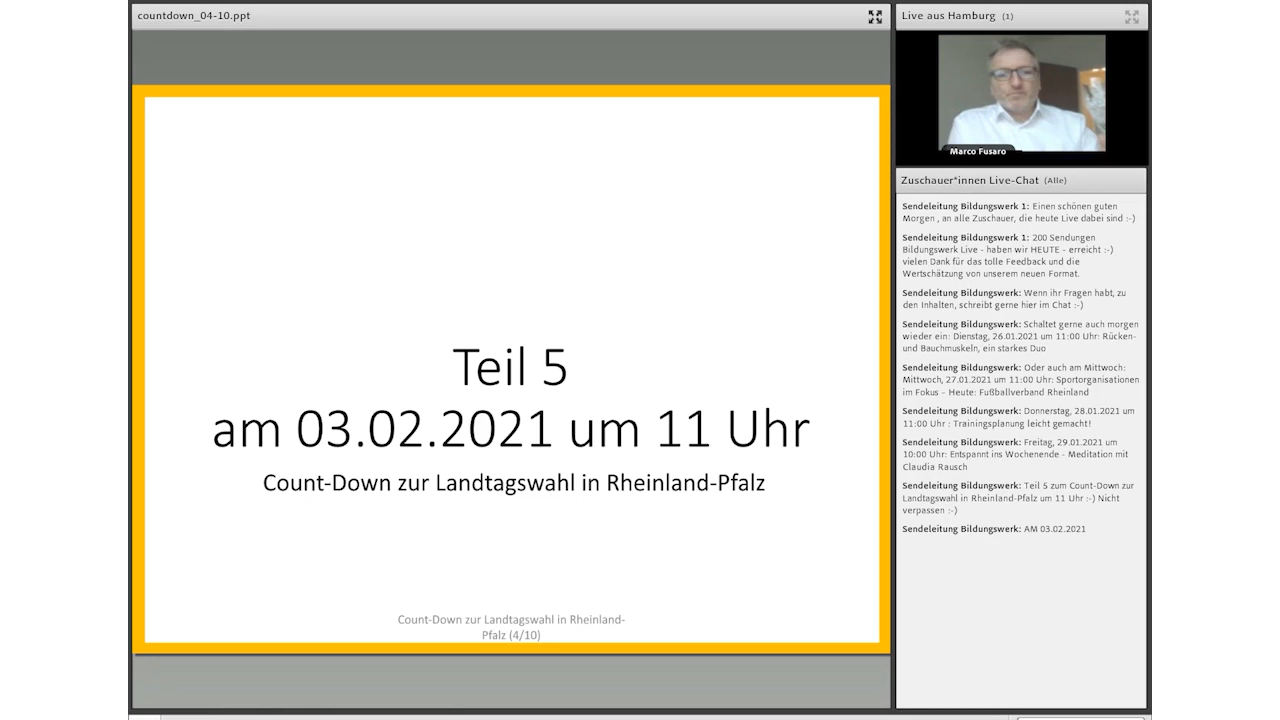 countdown_04-10.ppt
Teil 5
am 03.02.2021 um 11 Uhr
Count-Down zur Landtagswahl in Rheinland-Pfalz
Count-Down zur Landtagswahl in Rheinland-
Pfalz (4/10)
Live aus Hamburg (1)
Marco Fusaro
Zuschauer*innen Live-Chat (Alle)
Sendeleitung Bildungswerk 1: Einen schönen guten
Morgen , an alle Zuschauer, die heute Live dabei sind :-)
Sendeleitung Bildungswerk 1: 200 Sendungen
Bildungswerk Live - haben wir HEUTE - erreicht :-)
vielen Dank für das tolle Feedback und die
Wertschätzung von unserem neuen Format.
Sendeleitung Bildungswerk: Wenn ihr Fragen habt, zu
den Inhalten, schreibt gerne hier im Chat :-)
Sendeleitung Bildungswerk: Schaltet gerne auch morgen
wieder ein: Dienstag, 26.01.2021 um 11:00 Uhr: Rücken-
und Bauchmuskeln, ein starkes Duo
Sendeleitung Bildungswerk: Oder auch am Mittwoch:
Mittwoch, 27.01.2021 um 11:00 Uhr: Sportorganisationen
im Fokus - Heute: Fußballverband Rheinland
Sendeleitung Bildungswerk: Donnerstag, 28.01.2021 um
11:00 Uhr : Trainingsplanung leicht gemacht!
Sendeleitung Bildungswerk: Freitag, 29.01.2021 um
10:00 Uhr: Entspannt ins Wochenende - Meditation mit
Claudia Rausch
Sendeleitung Bildungswerk: Teil 5 zum Count-Down zur
Landtagswahl in Rheinland-Pfalz um 11 Uhr :-) Nicht
verpassen :-)
Sendeleitung Bildungswerk: AM 03.02.2021